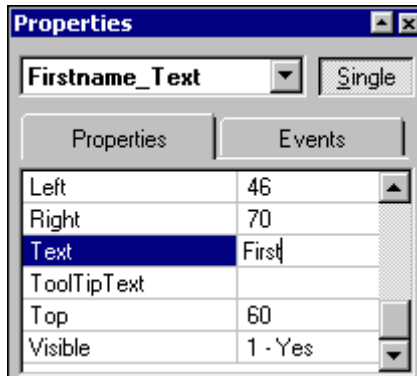 Properties
Firstname_Text Single
Properties Events
Left 46
Right 70
Text First
ToolTipText
Top 60
Visible 1 - Yes